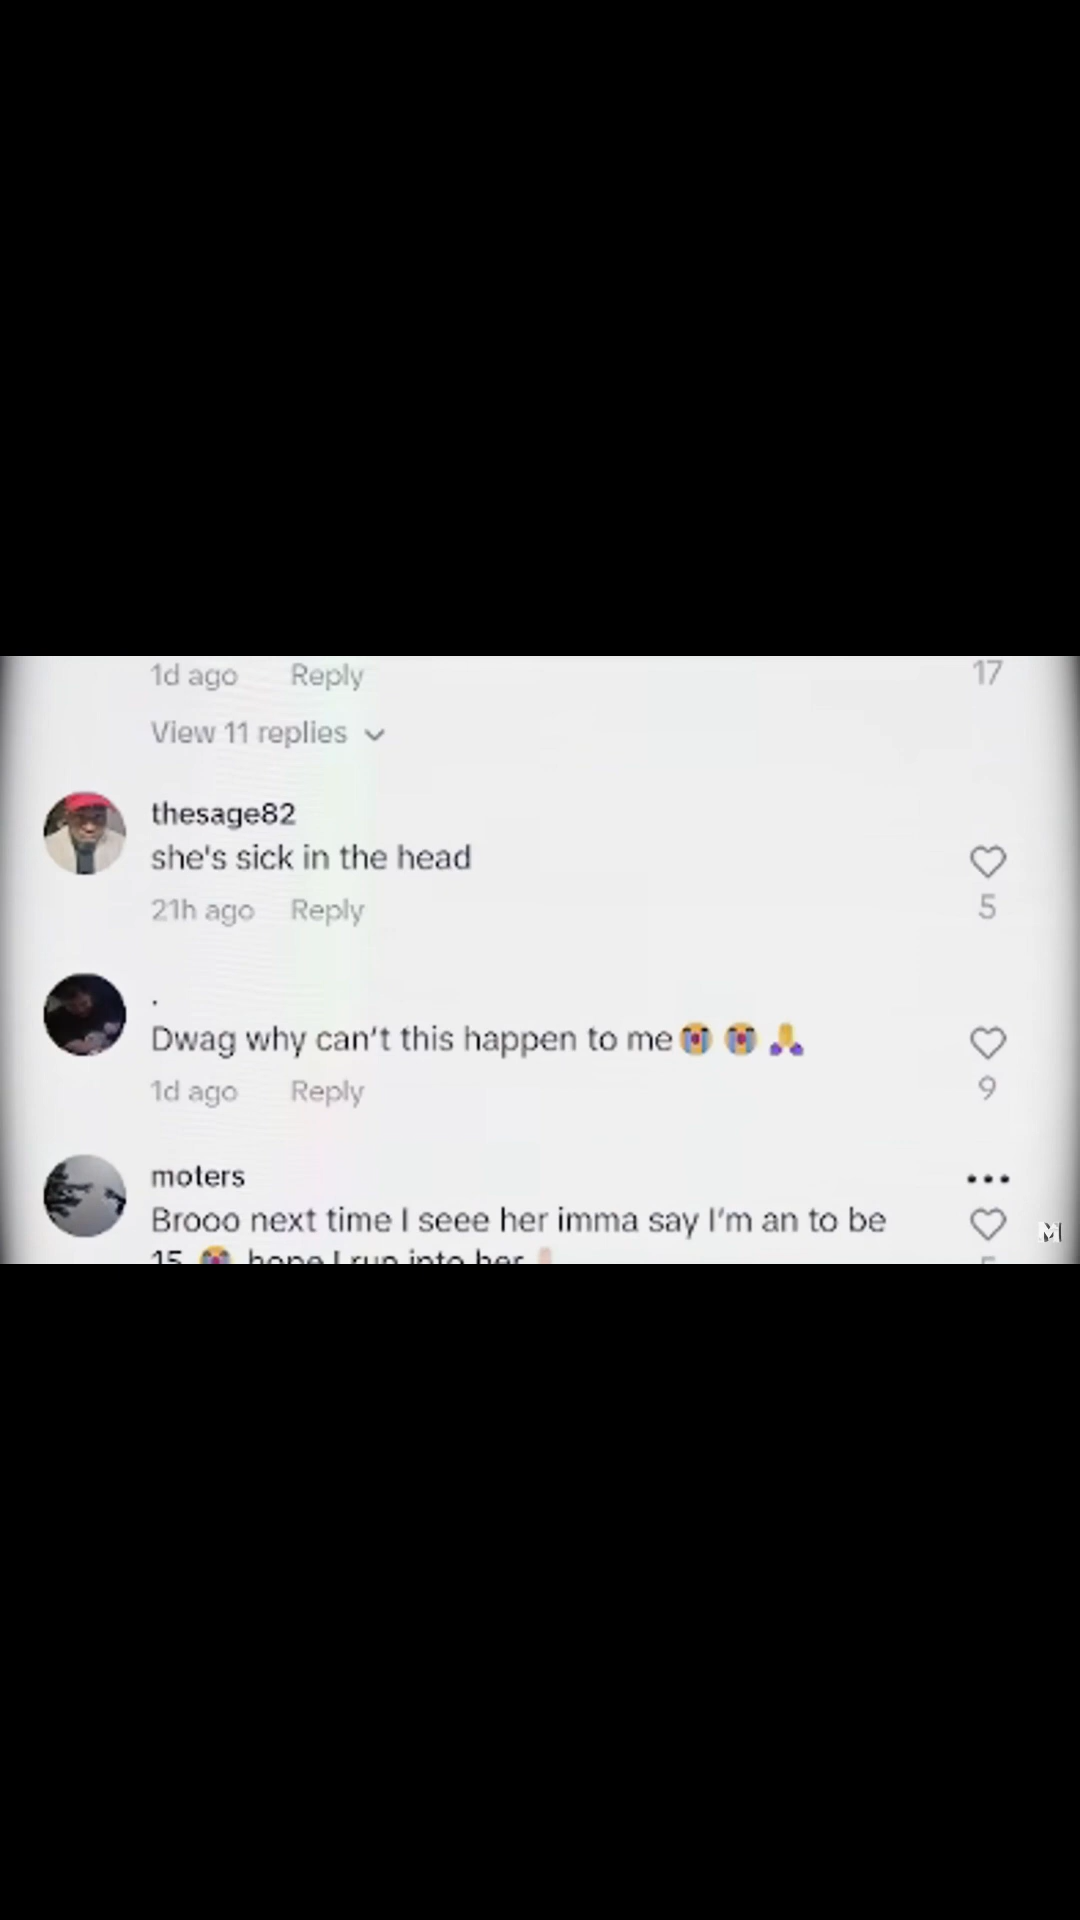 1d ago Reply 17
View 11 replies
thesage82
she's sick in the head
21h ago Reply 5
.
Dwag why can't this happen to me😭😭🙏
1d ago Reply 9
moters
Brooo next time I seee her imma say I'm an to be
15 😭 hope I run into her
M